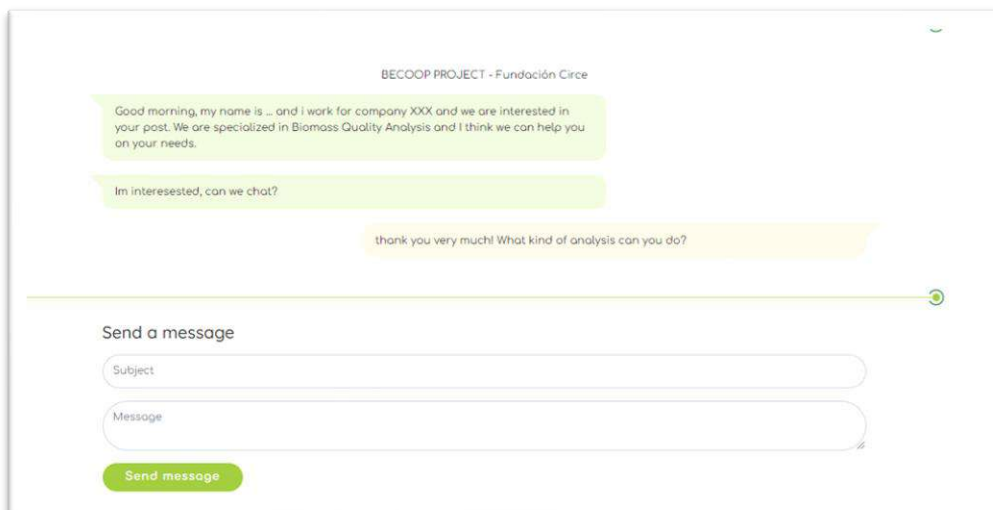 BECOOP PROJECT - Fundación Circe
Good morning, my name is ... and i work for company XXX and we are interested in
your post. We are specialized in Biomass Quality Analysis and I think we can help you
on your needs.
Im interesested, can we chat?
thank you very much! What kind of analysis can you do?
Send a message
Subject
Message
Send message